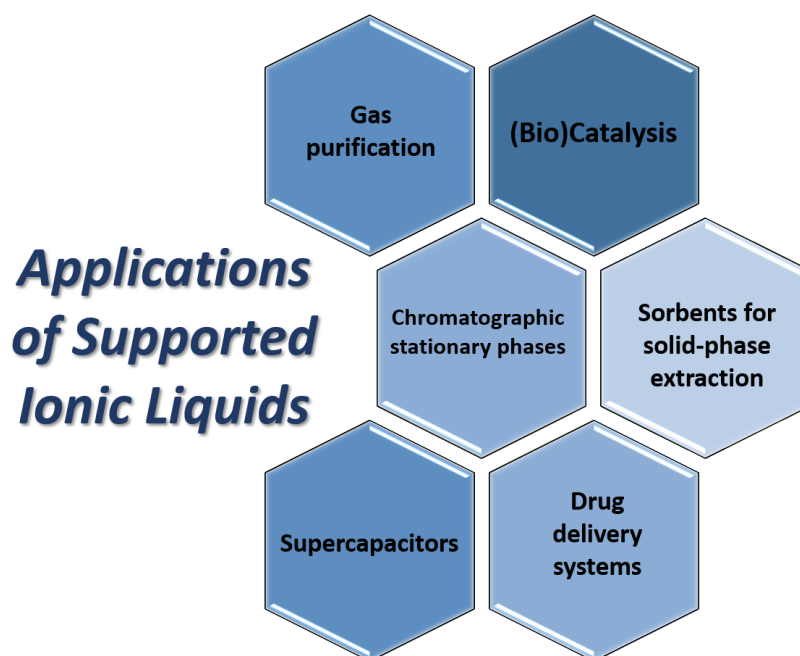 Applications
of Supported
Ionic Liquids
Gas
purification
(Bio)Catalysis
Chromatographic
stationary phases
Sorbents for
solid-phase
extraction
Supercapacitors
Drug
delivery
systems